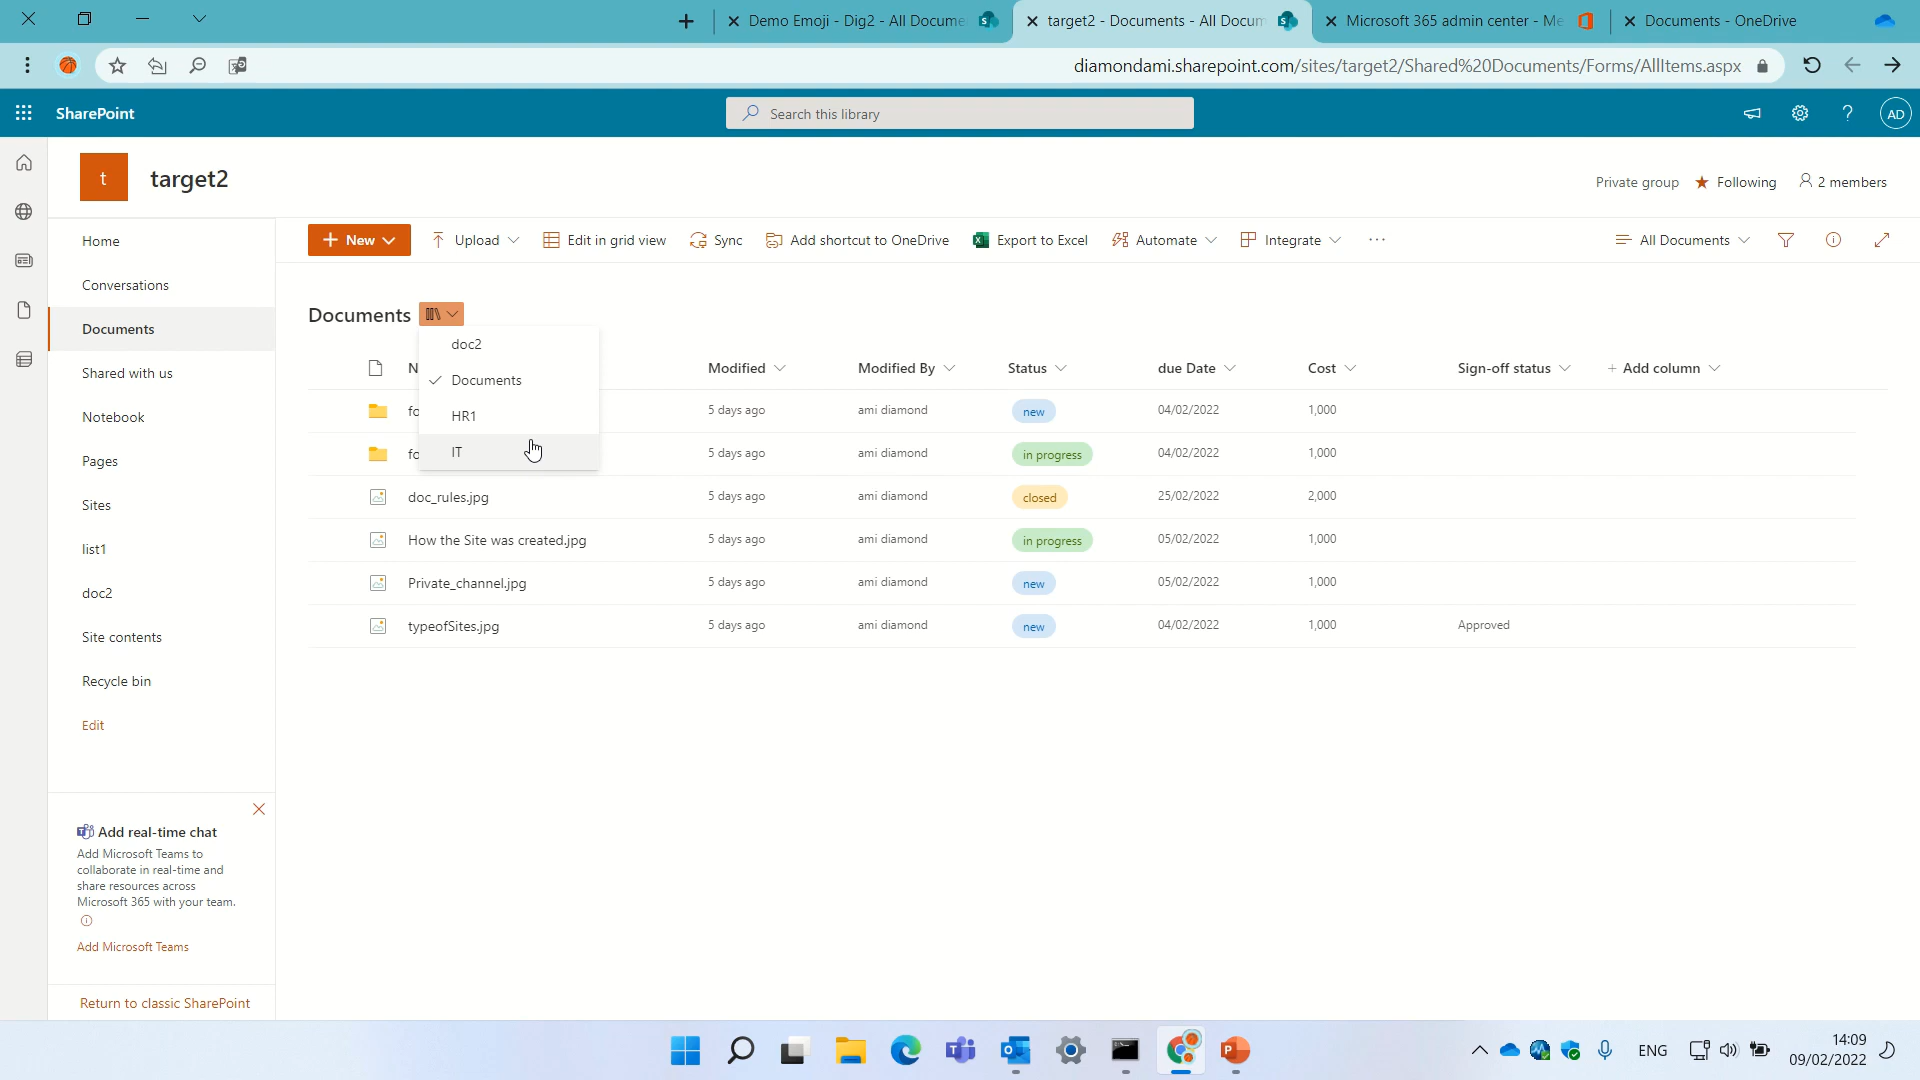 Demo Emoji - Dig2 - All Docume
target2 - Documents - All Docum
Microsoft 365 admin center - Me
Documents - OneDrive
diamondami.sharepoint.com/sites/target2/Shared%20Documents/Forms/AllItems.aspx
SharePoint
Search this library
AD
t
target2
Private group
Following
2 members
Home
Conversations
Documents
Shared with us
Notebook
Pages
Sites
list1
doc2
Site contents
Recycle bin
Edit
New
Upload
Edit in grid view
Sync
Add shortcut to OneDrive
Export to Excel
Automate
Integrate
All Documents
Documents
doc2
Documents
HR1
IT
N
Modified
Modified By
Status
due Date
Cost
Sign-off status
Add column
fo
5 days ago
ami diamond
new
04/02/2022
1,000
fo
5 days ago
ami diamond
in progress
04/02/2022
1,000
doc_rules.jpg
5 days ago
ami diamond
closed
25/02/2022
2,000
How the Site was created.jpg
5 days ago
ami diamond
in progress
05/02/2022
1,000
Private_channel.jpg
5 days ago
ami diamond
new
05/02/2022
1,000
typeofSites.jpg
5 days ago
ami diamond
new
04/02/2022
1,000
Approved
Add real-time chat
Add Microsoft Teams to
collaborate in real-time and
share resources across
Microsoft 365 with your team.
Add Microsoft Teams
Return to classic SharePoint
ENG
14:09
09/02/2022